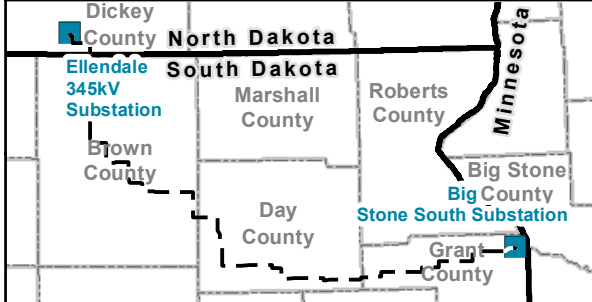 Dickey
County
North Dakota
South Dakota
Minnesota
Ellendale
345kV
Substation
Marshall
County
Roberts
County
Brown
County
Big Stone
County
Big
Stone South Substation
Day
County
Grant
County